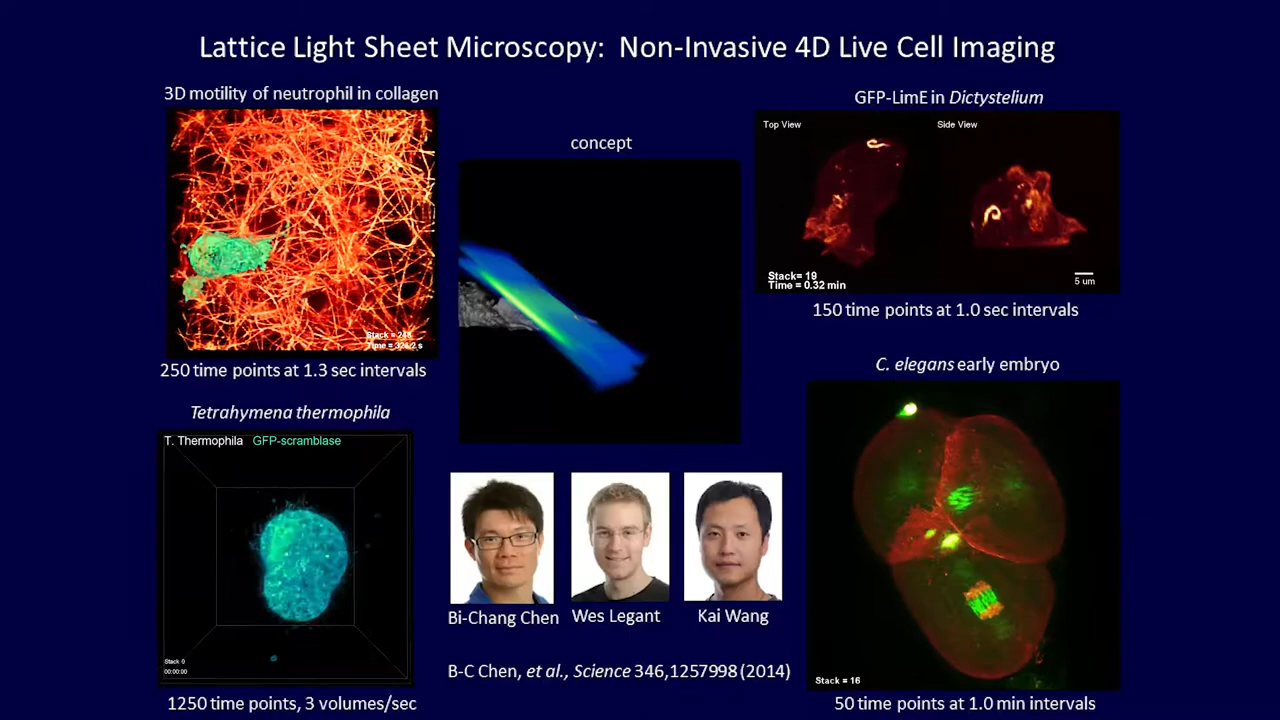 Lattice Light Sheet Microscopy: Non-Invasive 4D Live Cell Imaging
3D motility of neutrophil in collagen
Stack = 248
Time = 326.2 s
250 time points at 1.3 sec intervals
concept
GFP-LimE in Dictystelium
Top View
Side View
Stack= 19
Time = 0.32 min
5 um
150 time points at 1.0 sec intervals
Tetrahymena thermophila
T. Thermophila GFP-scramblase
Stack 0
00:00:00
1250 time points, 3 volumes/sec
Bi-Chang Chen
Wes Legant
Kai Wang
B-C Chen, et al., Science 346,1257998 (2014)
C. elegans early embryo
Stack = 16
50 time points at 1.0 min intervals